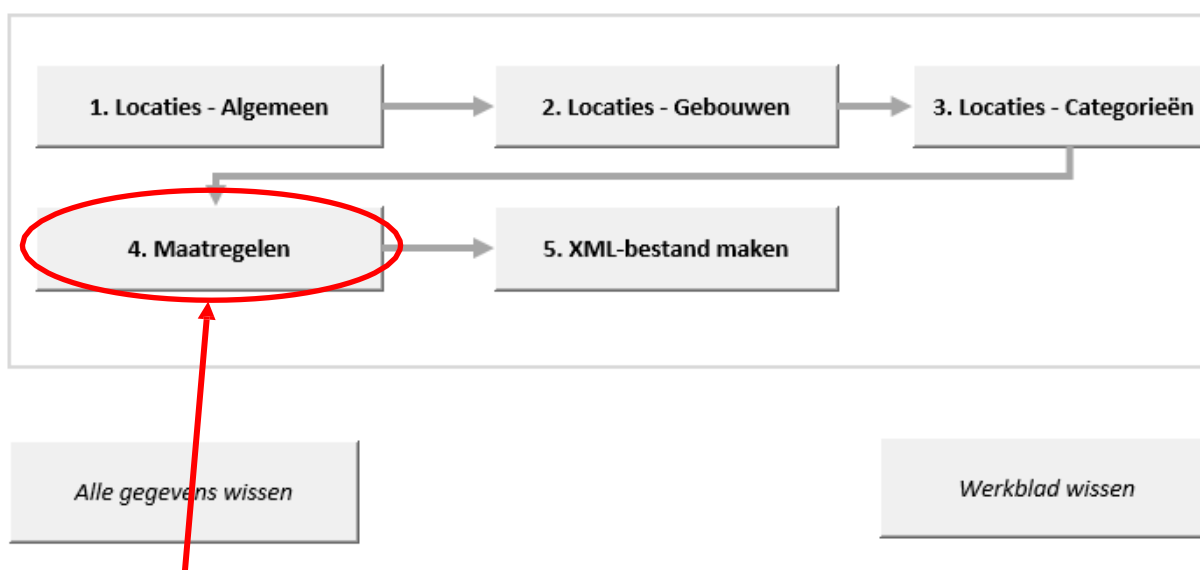 1. Locaties - Algemeen
2. Locaties - Gebouwen
3. Locaties - Categorieën
4. Maatregelen
5. XML-bestand maken
Alle gegevens wissen
Werkblad wissen